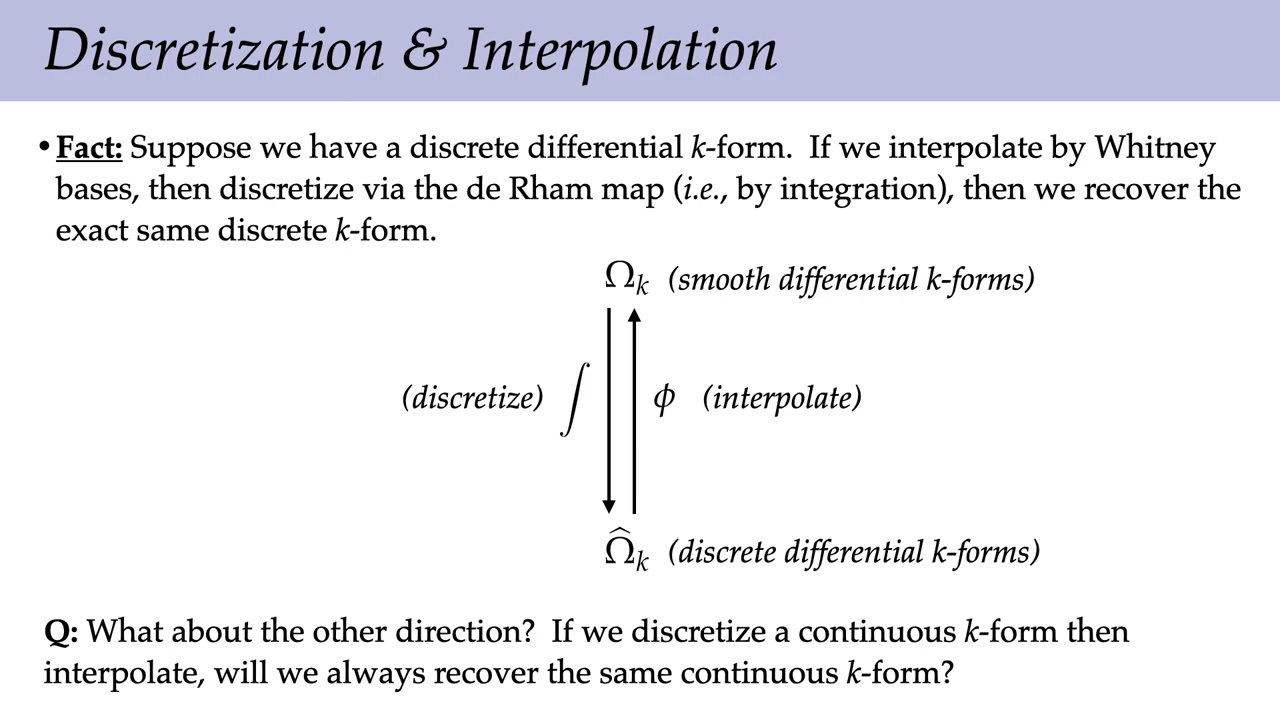 Discretization & Interpolation
• Fact: Suppose we have a discrete differential k-form. If we interpolate by Whitney
bases, then discretize via the de Rham map (i.e., by integration), then we recover the
exact same discrete k-form.
Ω_k (smooth differential k-forms)
(discretize) ∫ ϕ (interpolate)
Ω̂_k (discrete differential k-forms)
Q: What about the other direction? If we discretize a continuous k-form then
interpolate, will we always recover the same continuous k-form?